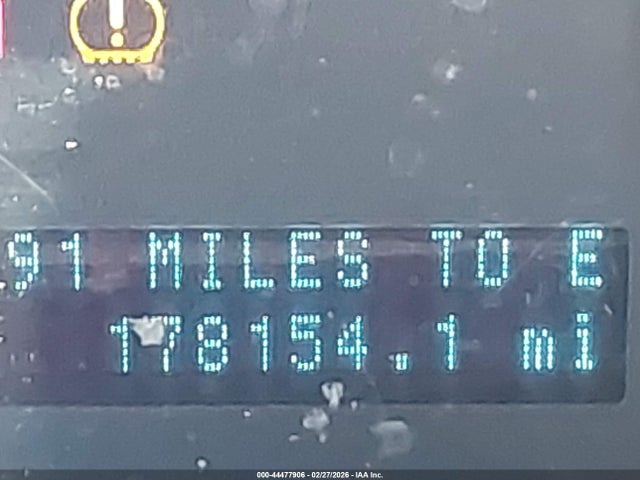 91 MILES TO E
178154.1 mi
000-44477906 - 02/27/2026 - IAA Inc.